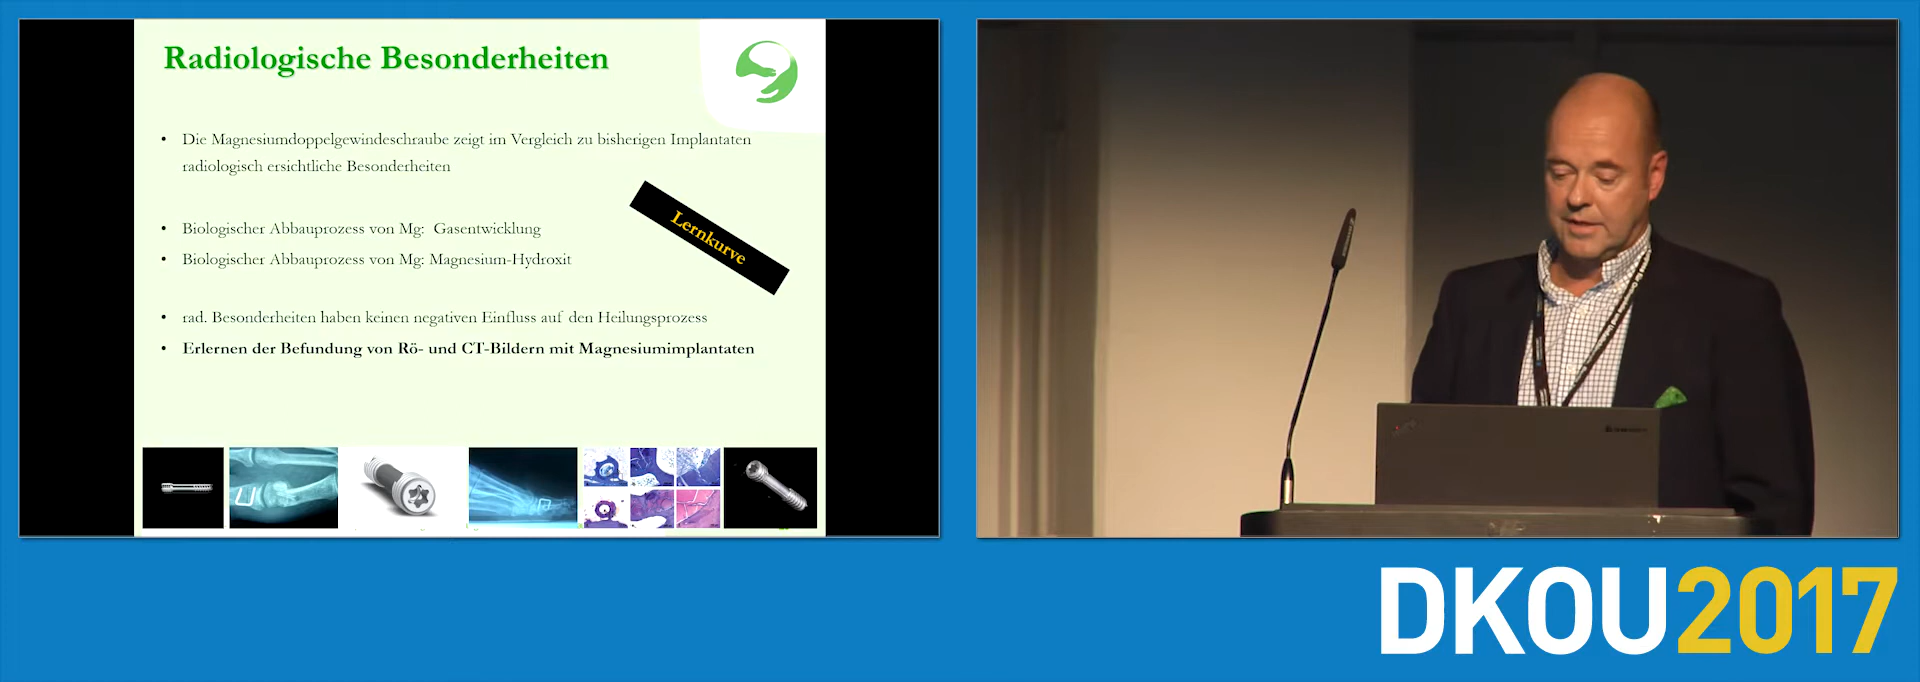 Radiologische Besonderheiten
• Die Magnesiumdoppelgewindeschraube zeigt im Vergleich zu bisherigen Implantaten
radiologisch ersichtliche Besonderheiten
Lernkurve
• Biologischer Abbauprozess von Mg: Gasentwicklung
• Biologischer Abbauprozess von Mg: Magnesium-Hydroxit
• rad. Besonderheiten haben keinen negativen Einfluss auf den Heilungsprozess
• Erlernen der Befundung von Rö- und CT-Bildern mit Magnesiumimplantaten
DKOU2017